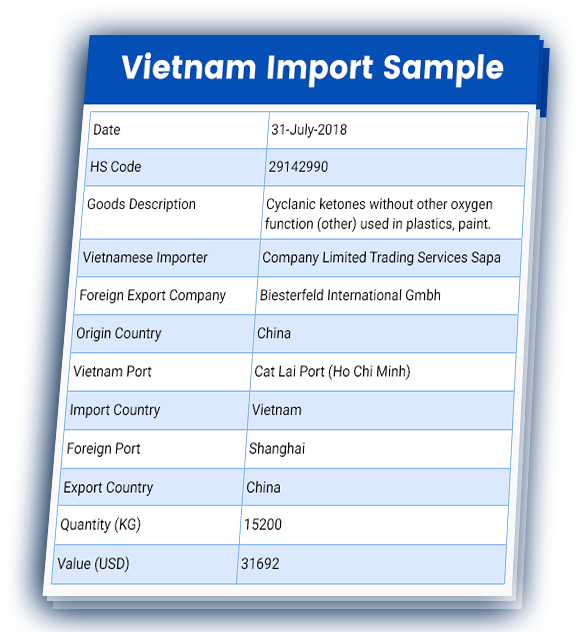 Vietnam Import Sample
Date 31-July-2018
HS Code 29142990
Goods Description Cyclanic ketones without other oxygen
function (other) used in plastics, paint.
Vietnamese Importer Company Limited Trading Services Sapa
Foreign Export Company Biesterfeld International Gmbh
Origin Country China
Vietnam Port Cat Lai Port (Ho Chi Minh)
Import Country Vietnam
Foreign Port Shanghai
Export Country China
Quantity (KG) 15200
Value (USD) 31692